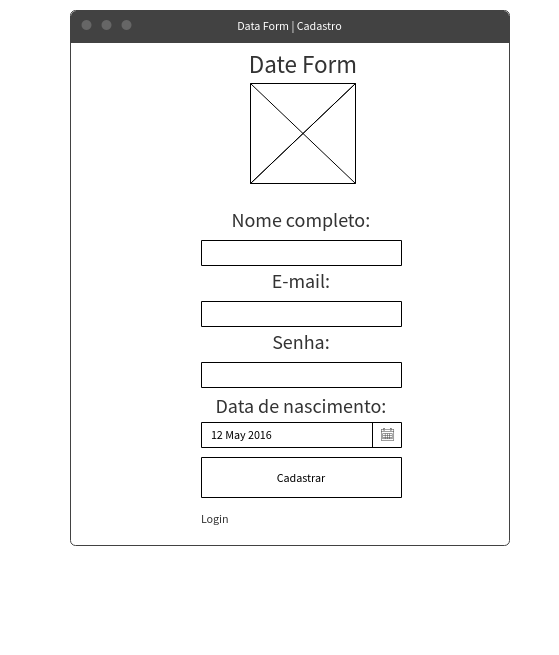 Data Form | Cadastro
Date Form
Nome completo:
E-mail:
Senha:
Data de nascimento:
12 May 2016
Cadastrar
Login